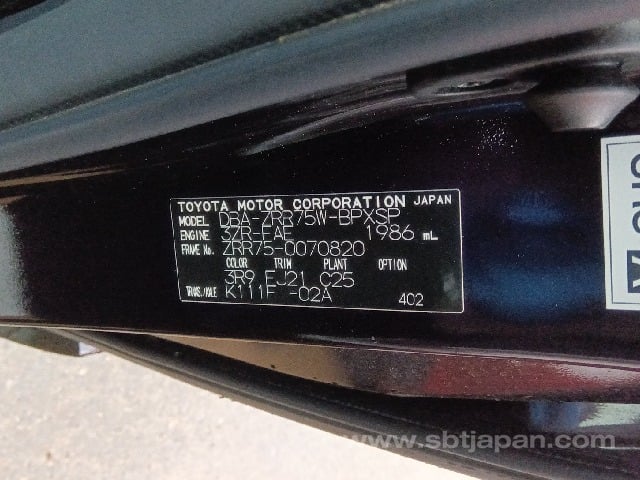 TOYOTA MOTOR CORPORATION JAPAN
MODEL DBA-ZRR75W-BPXSP
ENGINE 3ZR-FAE 1986 mL
FRAME No. ZRR75-0070820
COLOR TRIM PLANT OPTION
3R9 EJ21 C25
TRANS./AXLE K111F -02A 402
www.sbtjapan.com